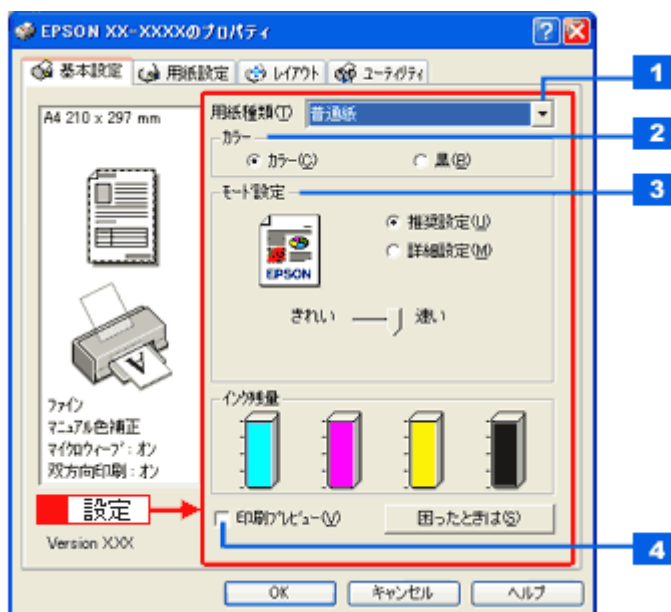 EPSON XX-XXXXのプロパティ
基本設定 用紙設定 レイアウト ユーティリティ
A4 210 x 297 mm
用紙種類(T) 普通紙
1
カラー
2
カラー(C) 黒(B)
モード設定
3
推奨設定(U)
詳細設定(M)
EPSON
きれい 速い
A
ファイン
マニュアル色補正
マイクロウィーブ：オン
双方向印刷：オン
インク残量
設定
印刷プレビュー(V) 困ったときは(S)
Version XXX
4
OK キャンセル ヘルプ